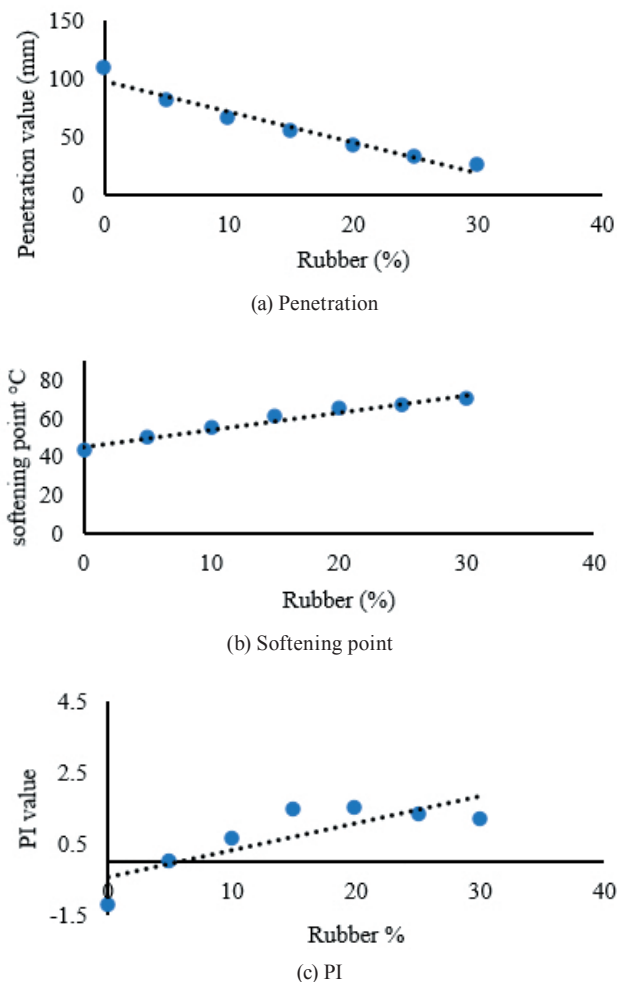 150
100
50
0
Penetration value (mm)
0 10 20 30 40
Rubber (%)
(a) Penetration
80
60
40
20
0
softening point °C
0 10 20 30 40
Rubber (%)
(b) Softening point
4.5
2.5
0.5
-1.5
PI value
0 10 20 30 40
Rubber %
(c) PI